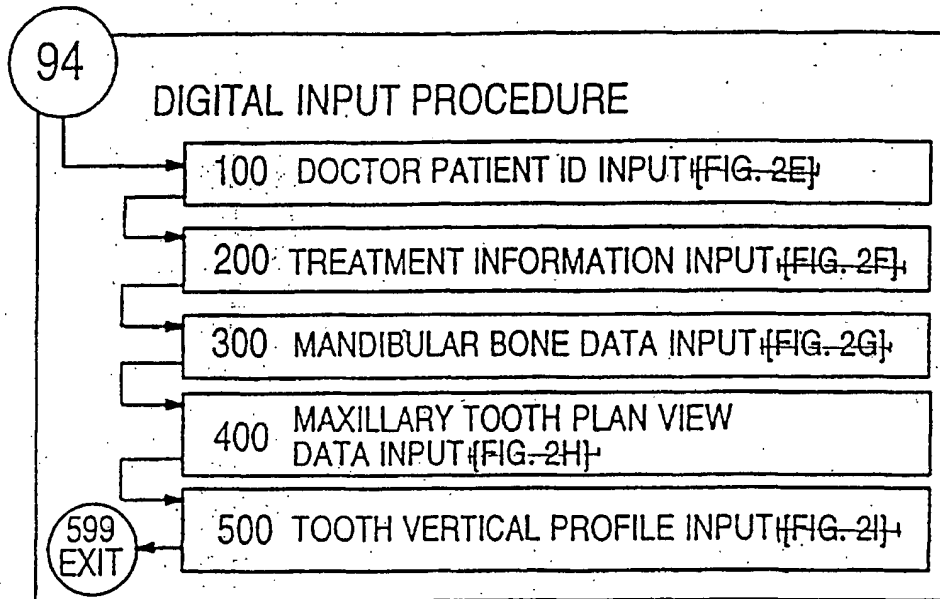 94
DIGITAL INPUT PROCEDURE
100 DOCTOR PATIENT ID INPUT {FIG. 2E}
200 TREATMENT INFORMATION INPUT {FIG. 2F}
300 MANDIBULAR BONE DATA INPUT {FIG. 2G}
400 MAXILLARY TOOTH PLAN VIEW
DATA INPUT {FIG. 2H}
500 TOOTH VERTICAL PROFILE INPUT {FIG. 2I}
599
EXIT